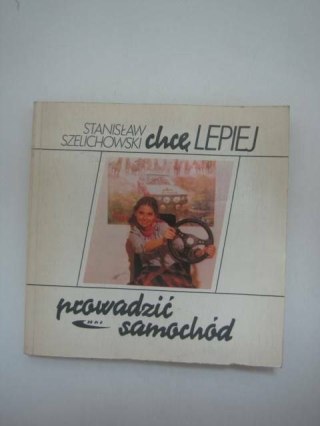 STANISŁAW
SZELICHOWSKI chcę LEPIEJ
prowadzić
samochód